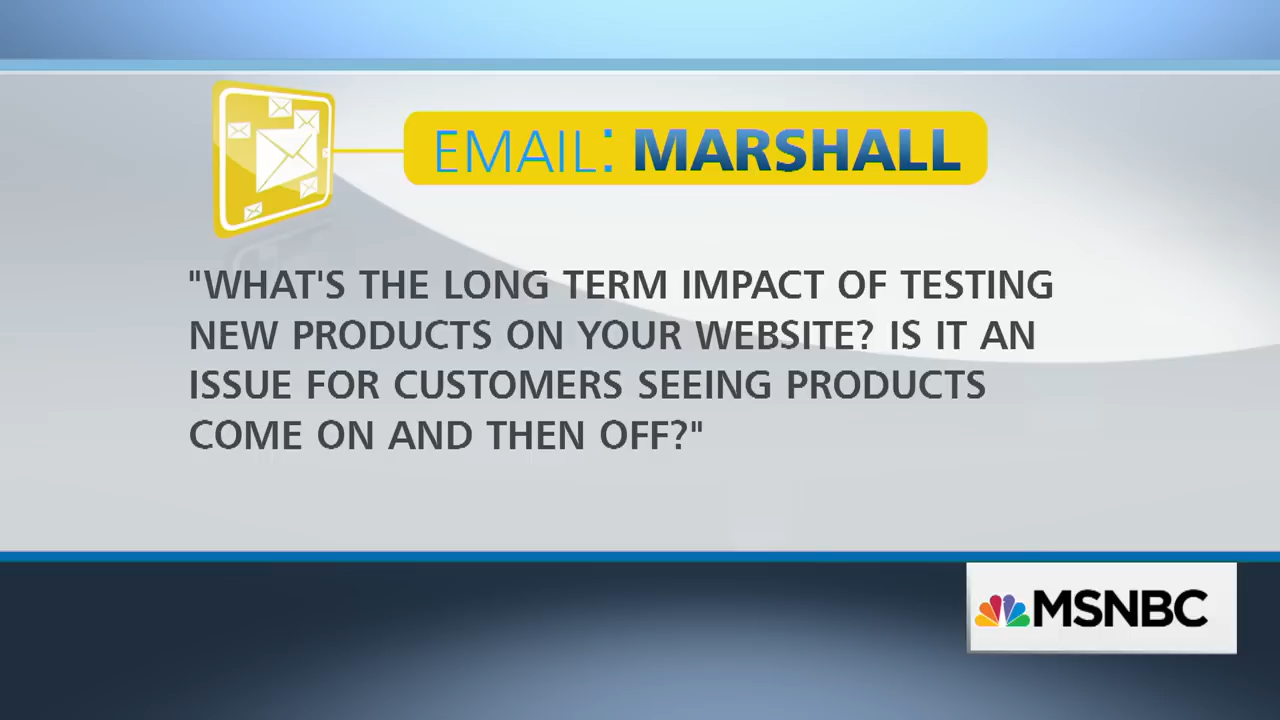 EMAIL: MARSHALL
"WHAT'S THE LONG TERM IMPACT OF TESTING
NEW PRODUCTS ON YOUR WEBSITE? IS IT AN
ISSUE FOR CUSTOMERS SEEING PRODUCTS
COME ON AND THEN OFF?"
MSNBC